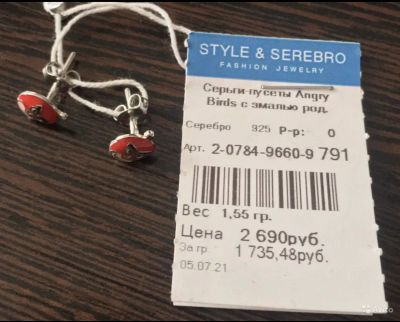 STYLE & SEREBRO
FASHION JEWELRY
Серьги-пусеты Angry
Birds с эмалью род.
Серебро 925 Р-р: 0
Арт. 2-0784-9660-9 791
Вес 1,55 гр.
Цена 2 690руб.
За гр. 1 735,48руб.
05.07.21
Avito